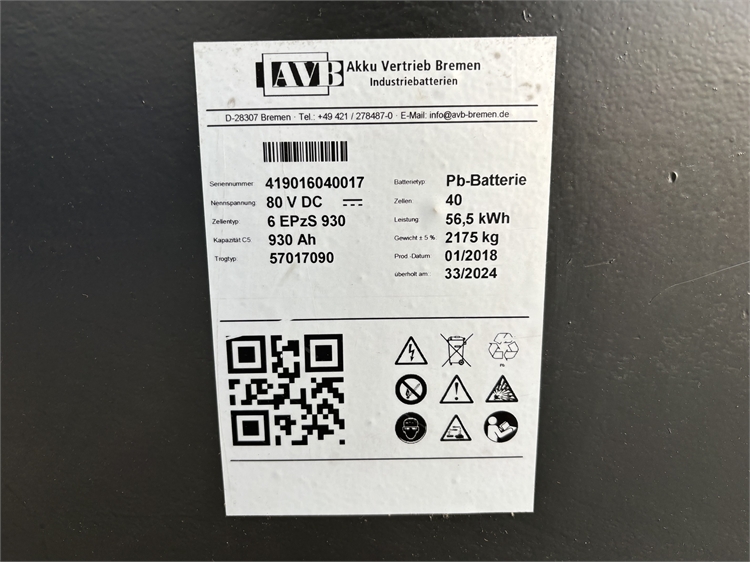 AVB Akku Vertrieb Bremen
Industriebatterien
D-28307 Bremen · Tel.: +49 421 / 278487-0 · E-Mail: info@avb-bremen.de
Seriennummer: 419016040017 Batterietyp: Pb-Batterie
Nennspannung: 80 V DC Zellen: 40
Zellentyp: 6 EPzS 930 Leistung: 56,5 kWh
Kapazität C5 930 Ah Gewicht ± 5 % 2175 kg
Trogtyp: 57017090 Prod.-Datum: 01/2018
überholt am: 33/2024
Pb